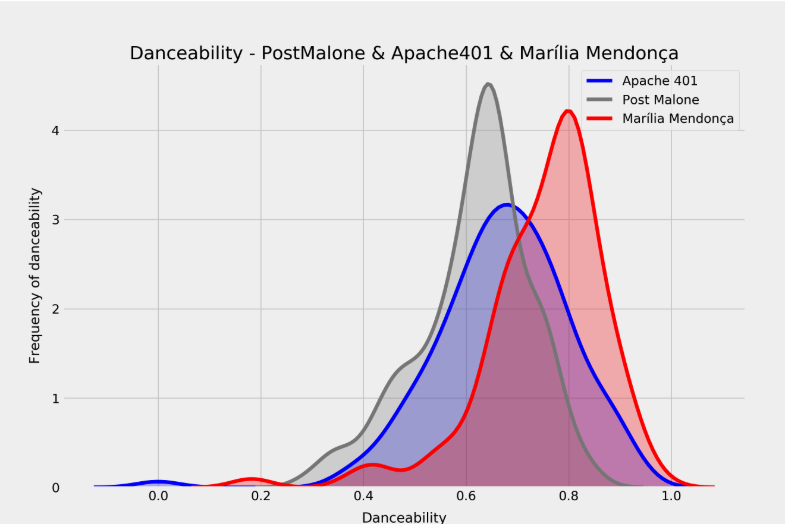 Danceability - PostMalone & Apache401 & Marília Mendonça
Apache 401
Post Malone
Marília Mendonça
Frequency of danceability
4
3
2
1
0
0.0 0.2 0.4 0.6 0.8 1.0
Danceability